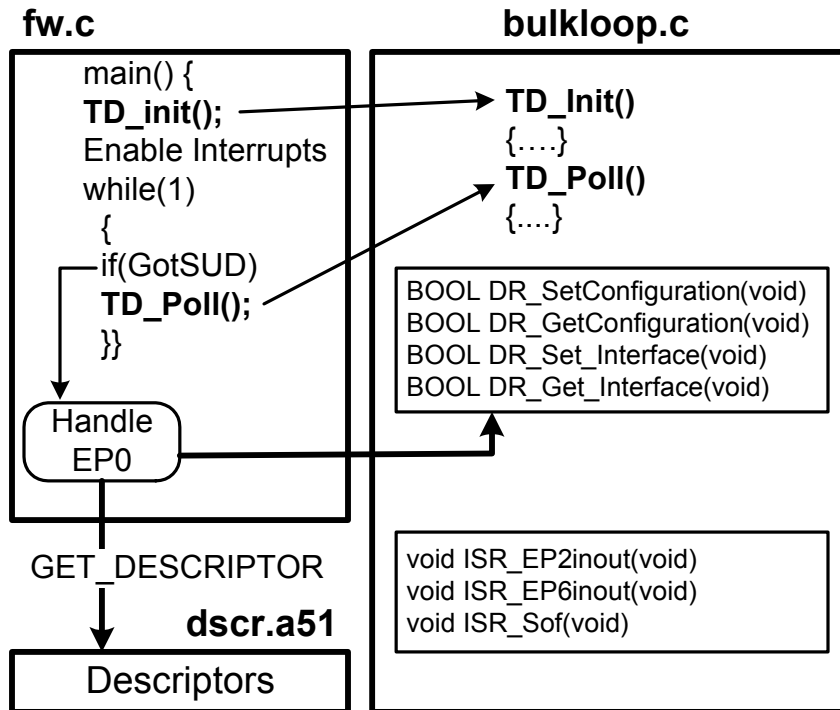 fw.c
main() {
TD_init();
Enable Interrupts
while(1)
{
if(GotSUD)
TD_Poll();
}}
Handle
EP0
GET_DESCRIPTOR
dscr.a51
Descriptors
bulkloop.c
TD_Init()
{....}
TD_Poll()
{....}
BOOL DR_SetConfiguration(void)
BOOL DR_GetConfiguration(void)
BOOL DR_Set_Interface(void)
BOOL DR_Get_Interface(void)
void ISR_EP2inout(void)
void ISR_EP6inout(void)
void ISR_Sof(void)